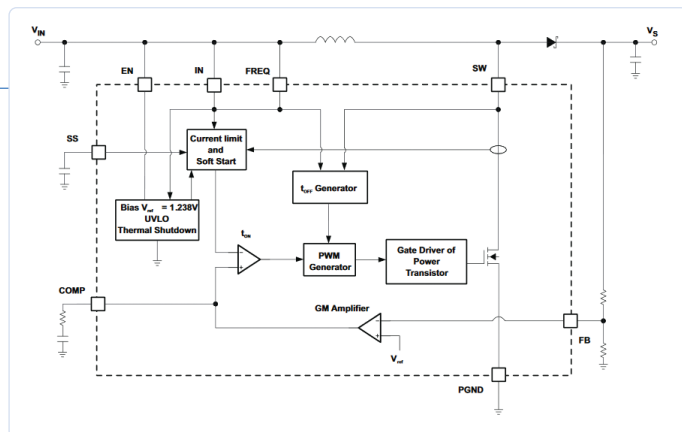 VIN
VS
EN
IN
FREQ
SW
SS
Current limit
and
Soft Start
tOFF Generator
Bias Vref = 1.238V
UVLO
Thermal Shutdown
tON
PWM
Generator
Gate Driver of
Power
Transistor
COMP
GM Amplifier
FB
Vref
PGND